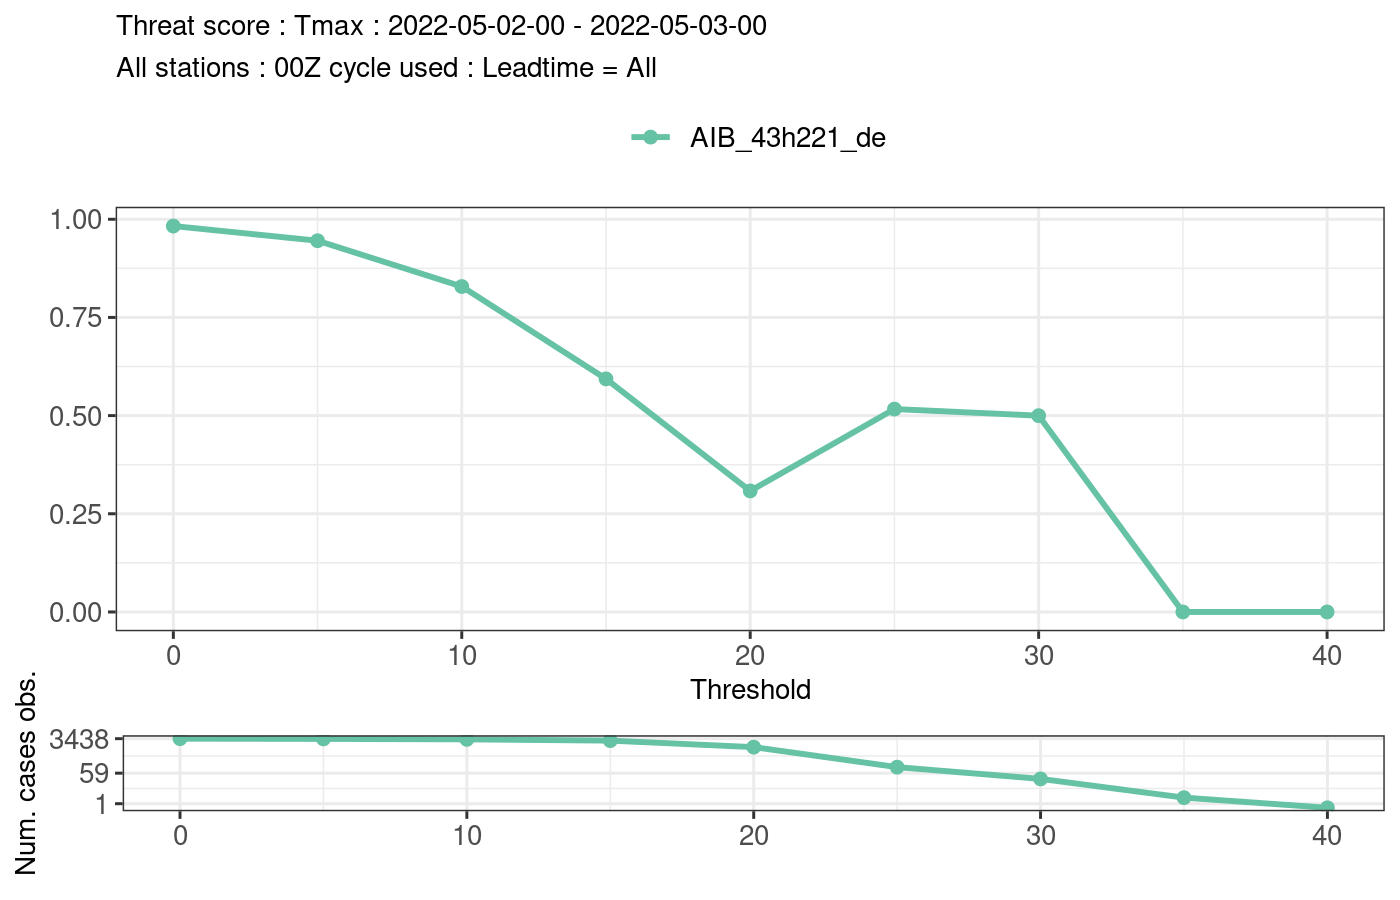 Threat score : Tmax : 2022-05-02-00 - 2022-05-03-00
All stations : 00Z cycle used : Leadtime = All
AIB_43h221_de
1.00
0.75
0.50
0.25
0.00
0 10 20 30 40
Threshold
Num. cases obs.
3438
59
1
0 10 20 30 40